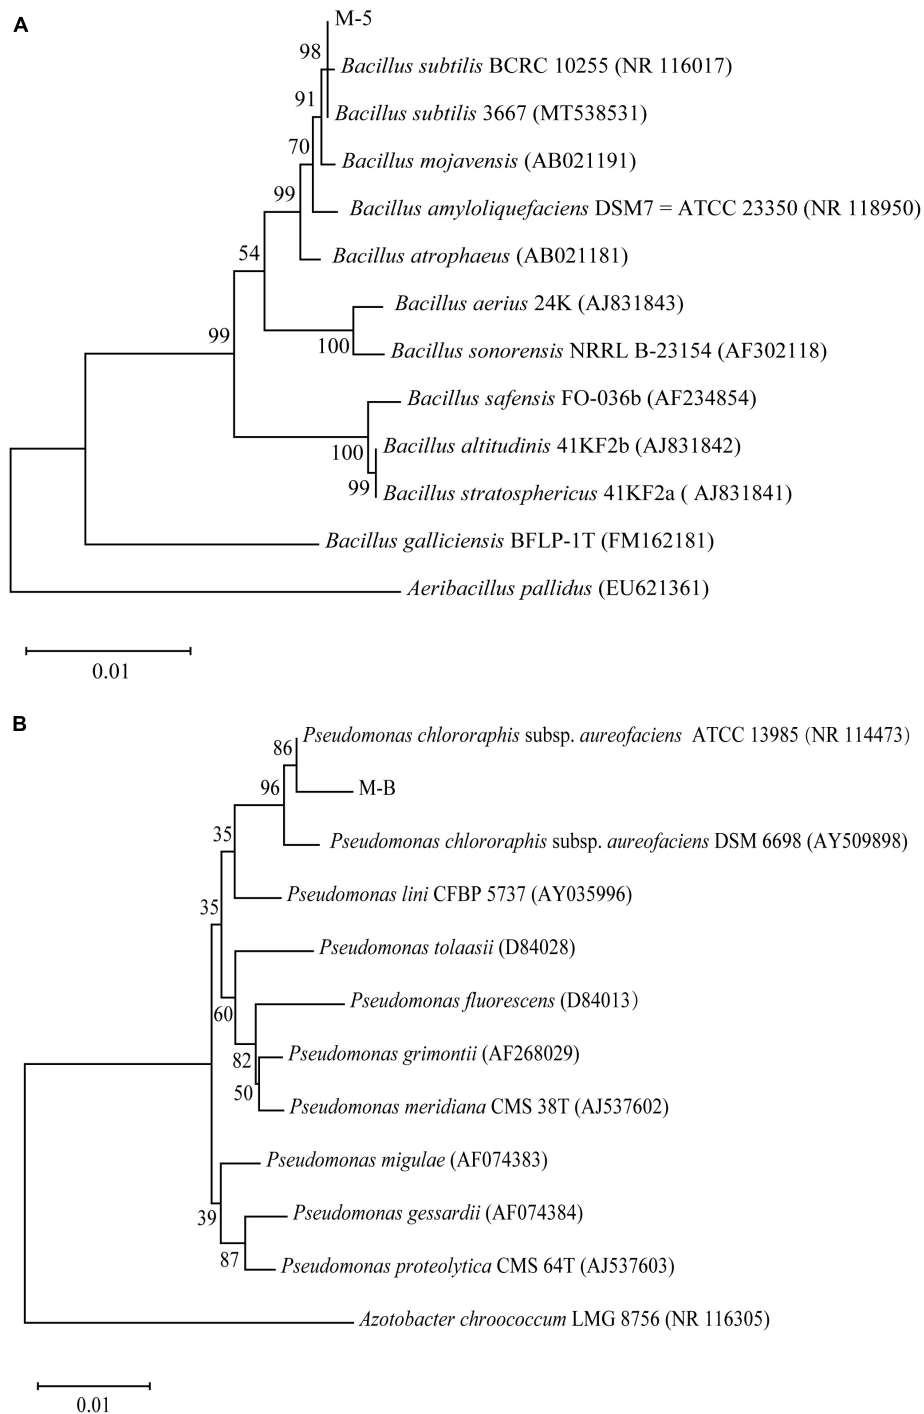 A
M-5
98
Bacillus subtilis BCRC 10255 (NR 116017)
91
Bacillus subtilis 3667 (MT538531)
70
Bacillus mojavensis (AB021191)
99
Bacillus amyloliquefaciens DSM7 = ATCC 23350 (NR 118950)
54
Bacillus atrophaeus (AB021181)
Bacillus aerius 24K (AJ831843)
99
100
Bacillus sonorensis NRRL B-23154 (AF302118)
Bacillus safensis FO-036b (AF234854)
Bacillus altitudinis 41KF2b (AJ831842)
100
99
Bacillus stratosphericus 41KF2a ( AJ831841)
Bacillus galliciensis BFLP-1T (FM162181)
Aeribacillus pallidus (EU621361)
0.01
B
Pseudomonas chlororaphis subsp. aureofaciens ATCC 13985 (NR 114473)
86
96
M-B
35
Pseudomonas chlororaphis subsp. aureofaciens DSM 6698 (AY509898)
Pseudomonas lini CFBP 5737 (AY035996)
35
Pseudomonas tolaasii (D84028)
Pseudomonas fluorescens (D84013)
60
Pseudomonas grimontii (AF268029)
82
50
Pseudomonas meridiana CMS 38T (AJ537602)
Pseudomonas migulae (AF074383)
39
Pseudomonas gessardii (AF074384)
87
Pseudomonas proteolytica CMS 64T (AJ537603)
Azotobacter chroococcum LMG 8756 (NR 116305)
0.01